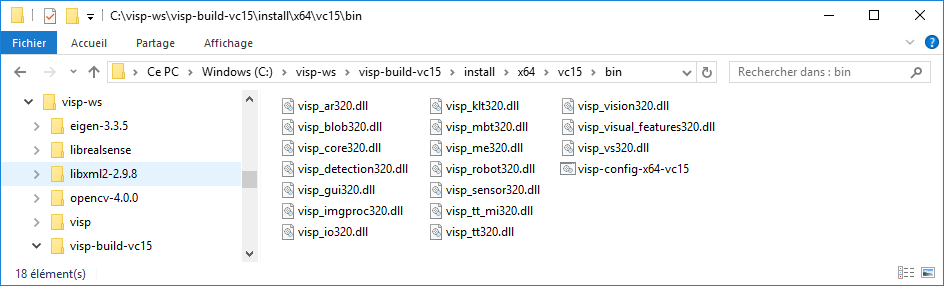 C:\visp-ws\visp-build-vc15\install\x64\vc15\bin
Fichier Accueil Partage Affichage
Ce PC Windows (C:) visp-ws visp-build-vc15 install x64 vc15 bin Rechercher dans : bin
visp-ws
eigen-3.3.5
librealsense
libxml2-2.9.8
opencv-4.0.0
visp
visp-build-vc15
visp_ar320.dll
visp_blob320.dll
visp_core320.dll
visp_detection320.dll
visp_gui320.dll
visp_imgproc320.dll
visp_io320.dll
visp_klt320.dll
visp_mbt320.dll
visp_me320.dll
visp_robot320.dll
visp_sensor320.dll
visp_tt_mi320.dll
visp_tt320.dll
visp_vision320.dll
visp_visual_features320.dll
visp_vs320.dll
visp-config-x64-vc15
18 élément(s)